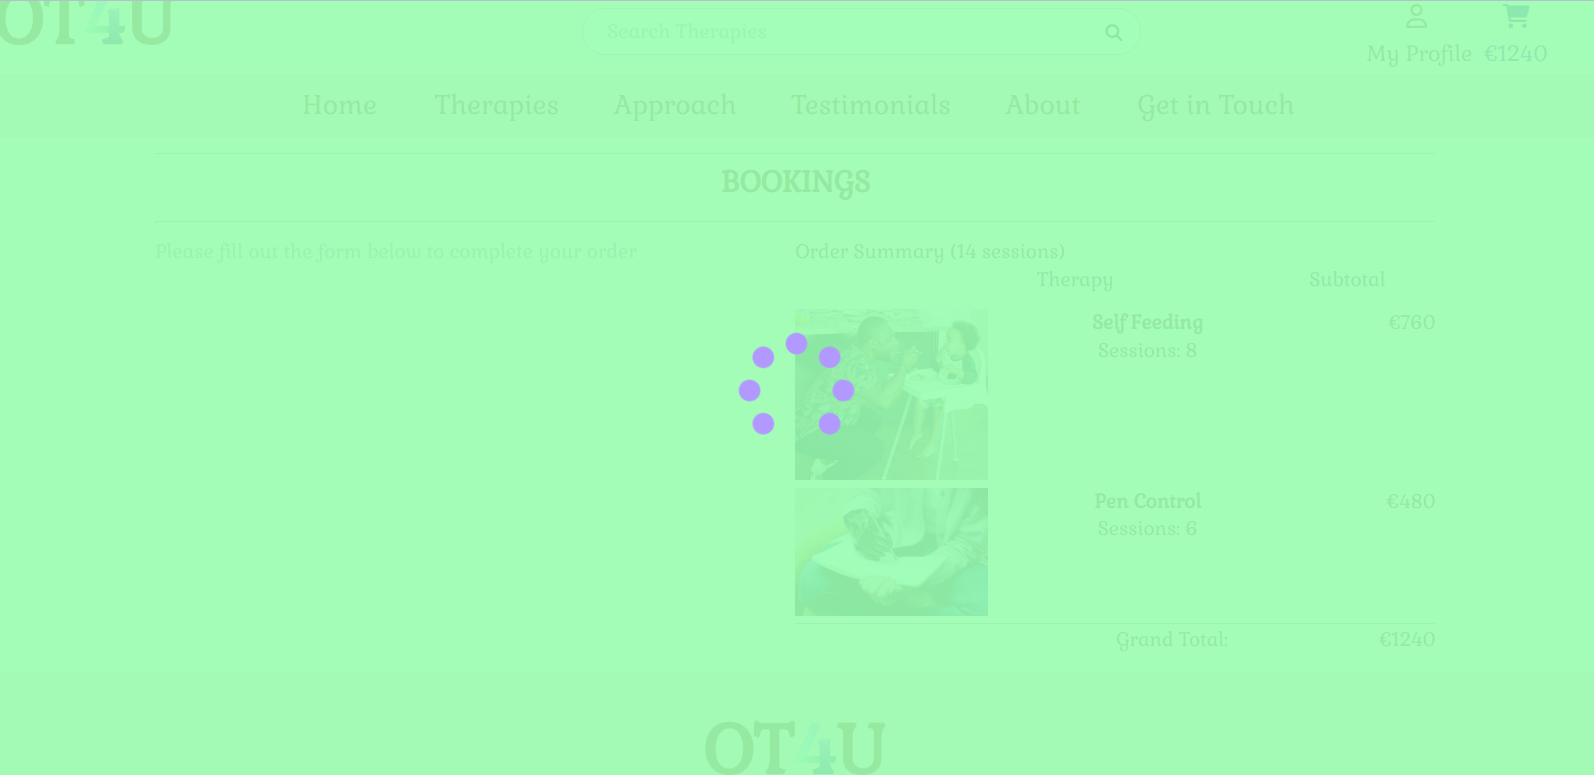 OT4U
Search Therapies
My Profile €1240
Home Therapies Approach Testimonials About Get in Touch
BOOKINGS
Please fill out the form below to complete your order
Order Summary (14 sessions)
Therapy Subtotal
Self Feeding €760
Sessions: 8
Pen Control €480
Sessions: 6
Grand Total: €1240
OT4U